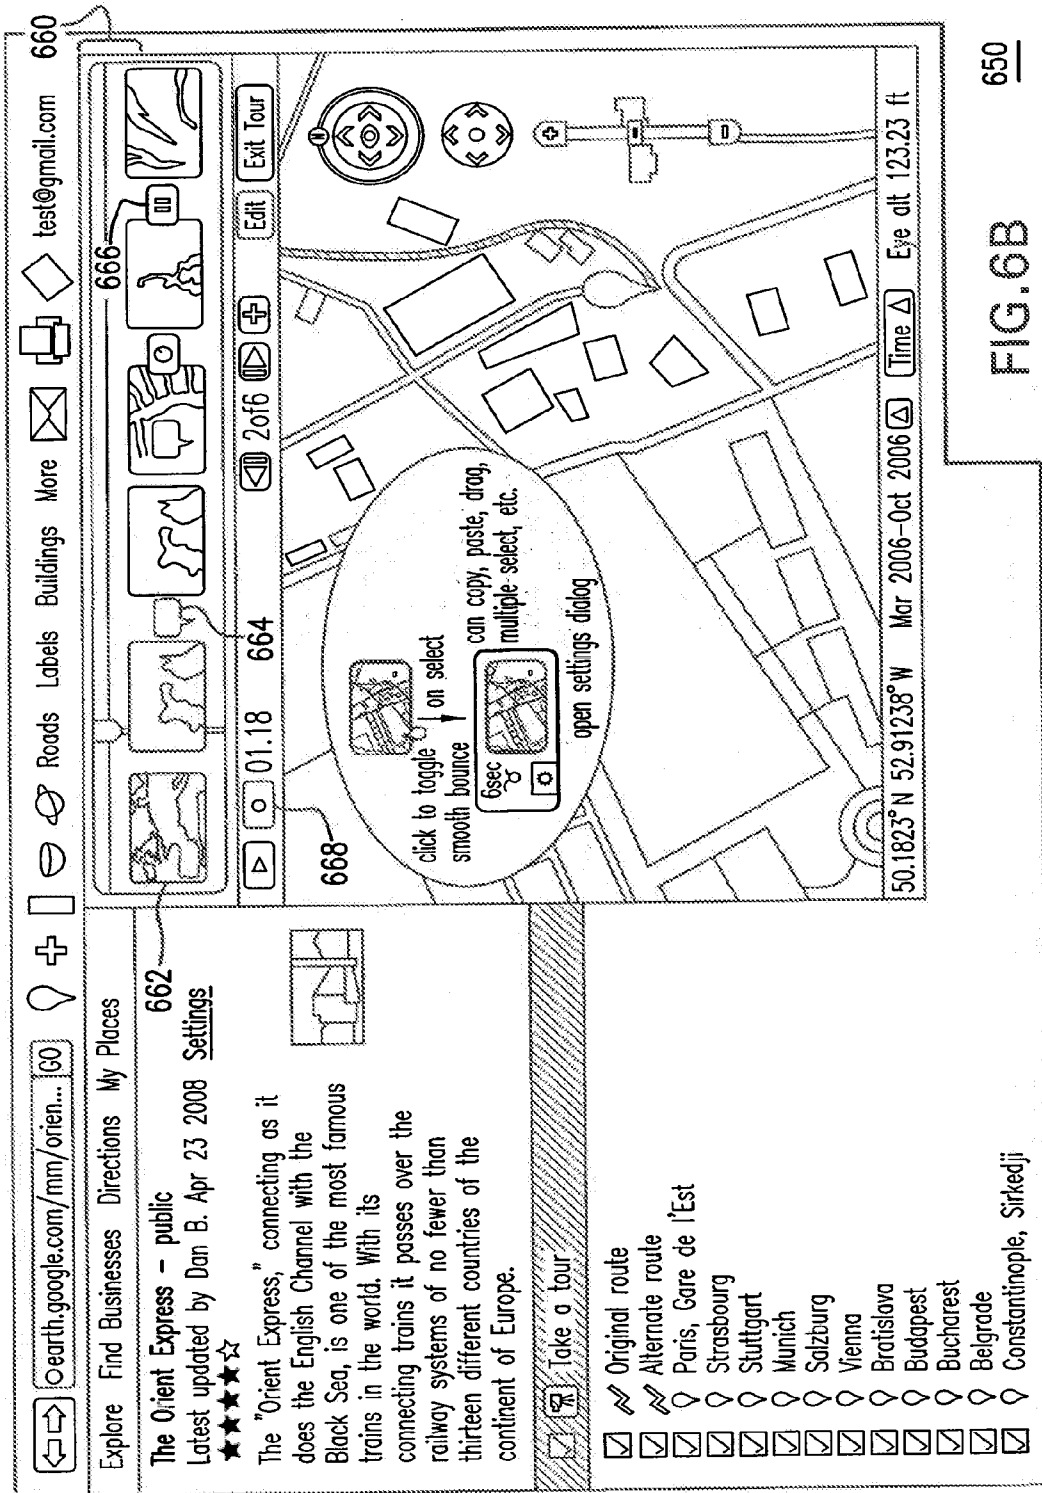 660
earth.google.com/mm/orien... GO
Roads Labels Buildings More
test@gmail.com
Explore Find Businesses Directions My Places
The Orient Express – public
662
Latest updated by Dan B. Apr 23 2008 Settings
The "Orient Express," connecting as it
does the English Channel with the
Black Sea, is one of the most famous
trains in the world. With its
connecting trains it passes over the
railway systems of no fewer than
thirteen different countries of the
continent of Europe.
Take a tour
Original route
Alternate route
Paris, Gare de l'Est
Strasbourg
Stuttgart
Munich
Salzburg
Vienna
Bratislava
Budapest
Bucharest
Belgrade
Constantinople, Sirkedji
666
664
01.18
2of6
Edit
Exit Tour
668
click to toggle
smooth bounce
on select
6sec
can copy, paste, drag,
multiple select, etc.
open settings dialog
50.1823°N 52.91238°W Mar 2006-Oct 2006 Time Eye alt 123.23 ft
650
FIG.6B